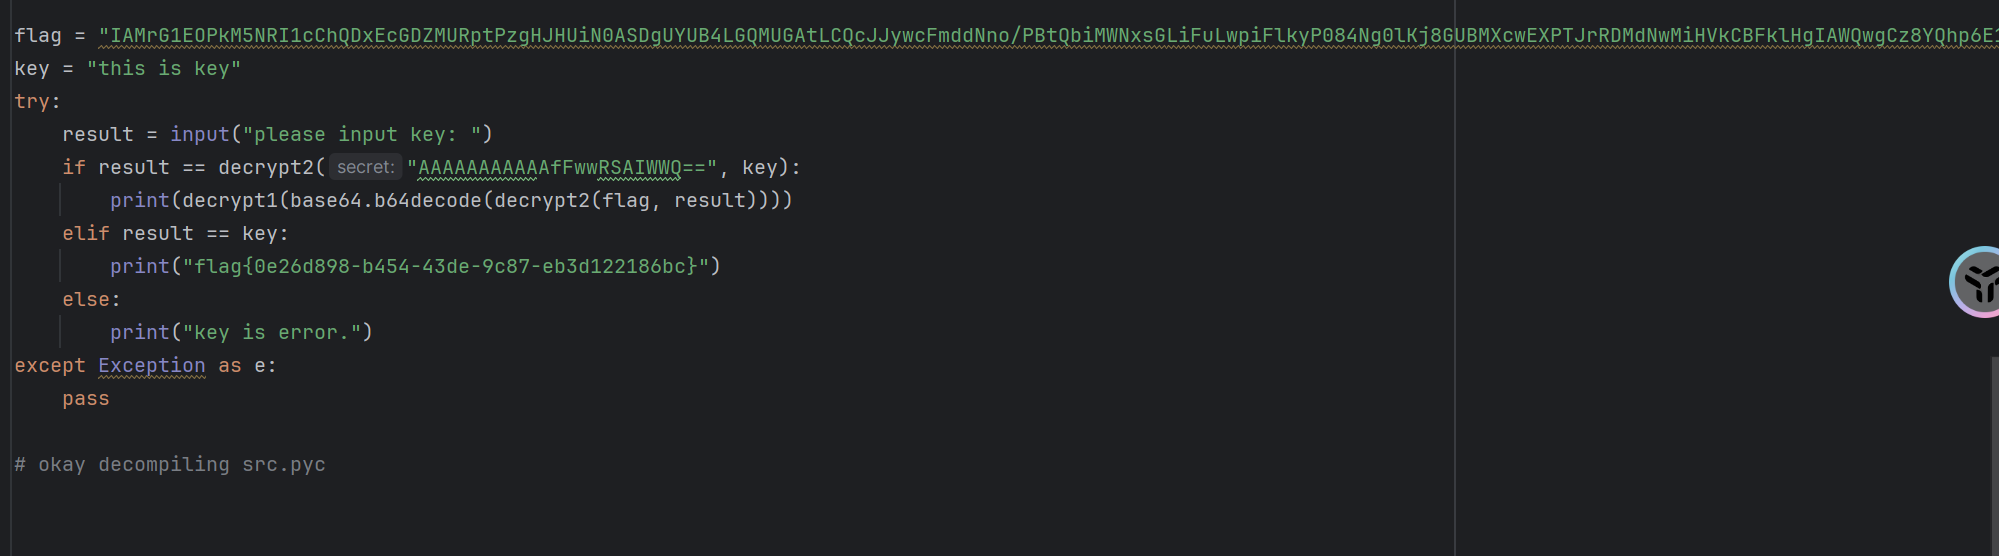 flag = "IAMrG1EOPkM5NRI1cChQDxEcGDZMURptPzgHJHUiN0ASDgUYUB4LGQMUGAtLCQcJJywcFmddNno/PBtQbiMWNxsGLiFuLwpiFlkyP084Ng0lKj8GUBMXcwEXPTJrRDMdNwMiHVkCBFklHgIAWQwgCz8YQhp6E1
key = "this is key"
try:
    result = input("please input key: ")
    if result == decrypt2( secret: "AAAAAAAAAAAfFwwRSAIWWQ==", key):
        print(decrypt1(base64.b64decode(decrypt2(flag, result))))
    elif result == key:
        print("flag{0e26d898-b454-43de-9c87-eb3d122186bc}")
    else:
        print("key is error.")
except Exception as e:
    pass
# okay decompiling src.pyc